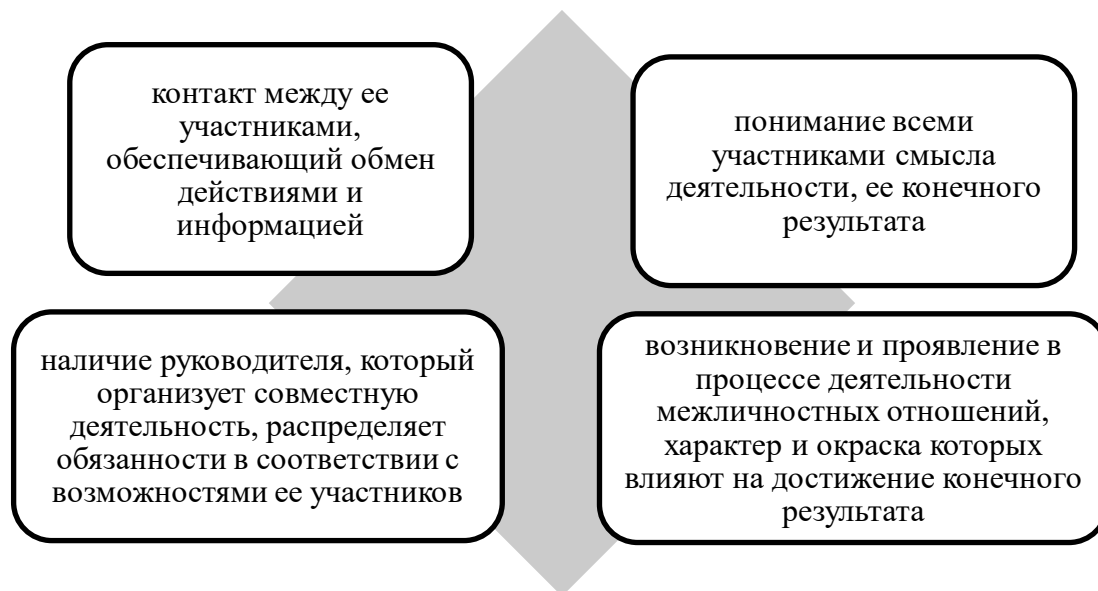 контакт между ее
участниками,
обеспечивающий обмен
действиями и
информацией
понимание всеми
участниками смысла
деятельности, ее конечного
результата
наличие руководителя, который
организует совместную
деятельность, распределяет
обязанности в соответствии с
возможностями ее участников
возникновение и проявление в
процессе деятельности
межличностных отношений,
характер и окраска которых
влияют на достижение конечного
результата